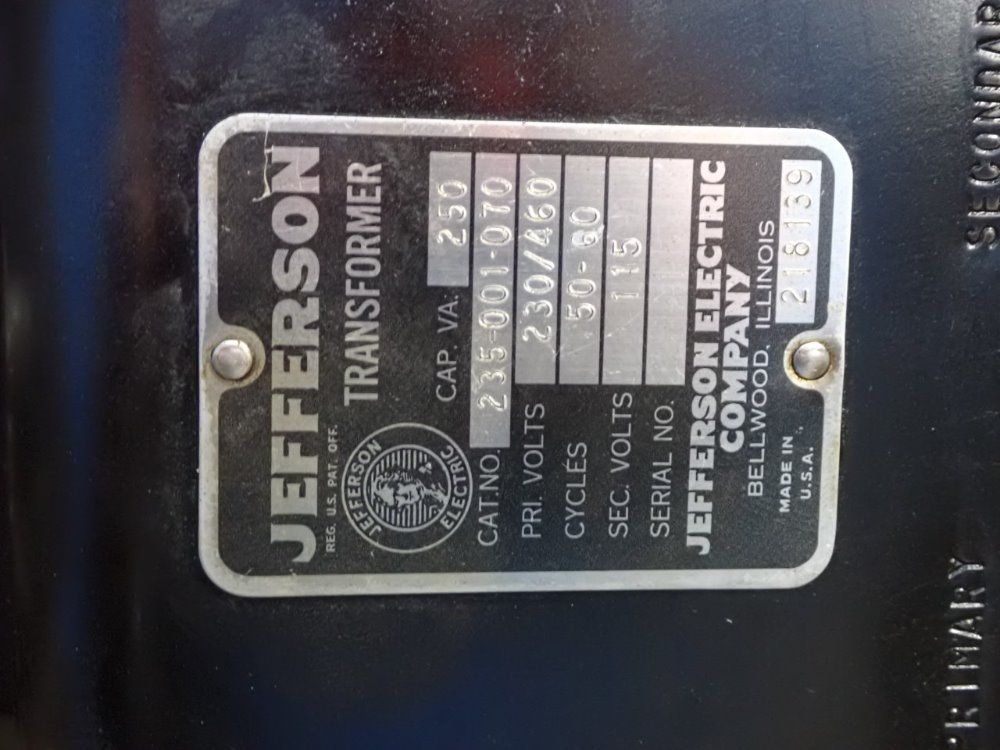 JEFFERSON
REG. U.S. PAT. OFF.
TRANSFORMER
JEFFERSON
ELECTRIC
CAP. VA. 250
CAT.NO. 235-001-070
PRI. VOLTS 230/460
CYCLES 50-60
SEC. VOLTS 115
SERIAL NO.
JEFFERSON ELECTRIC
COMPANY
BELLWOOD, ILLINOIS
MADE IN
U.S.A.
218139
PRIMARY
SECONDAR